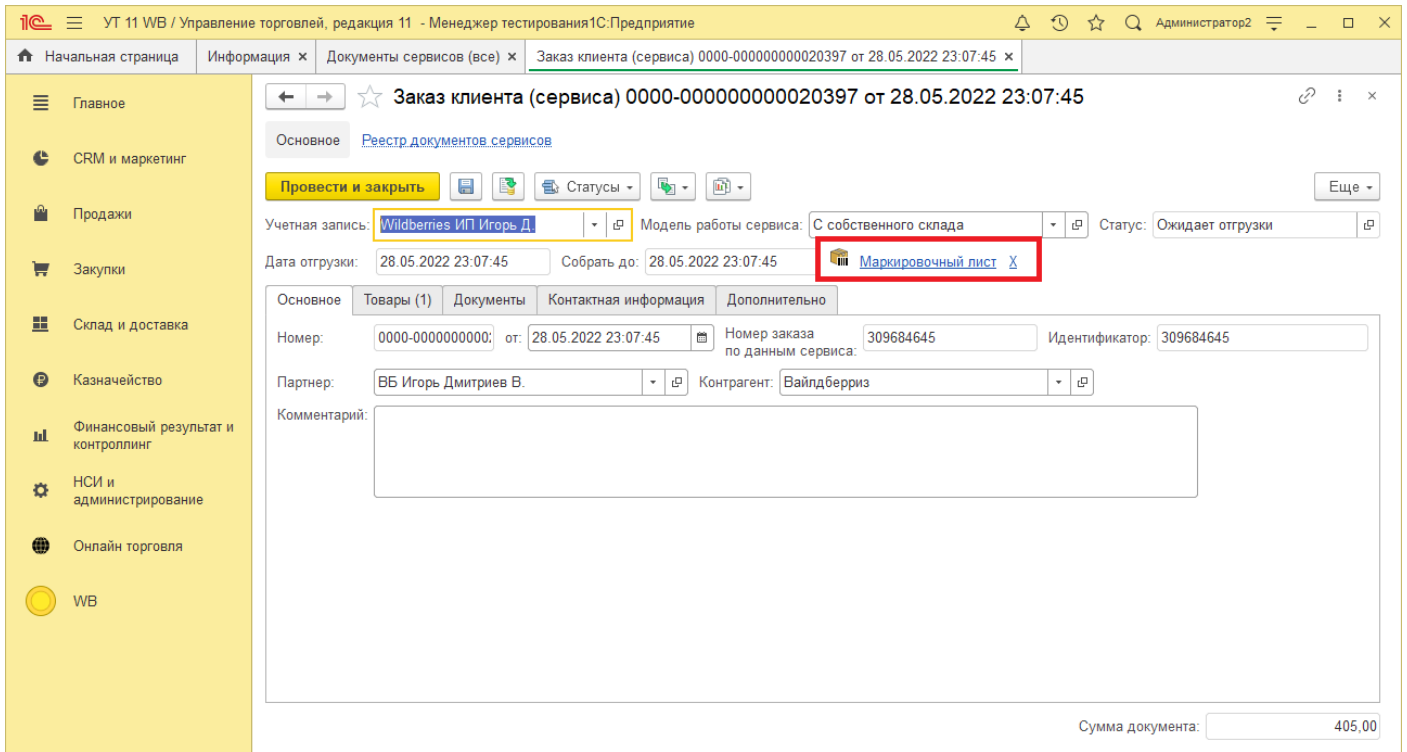 УТ 11 WB / Управление торговлей, редакция 11 - Менеджер тестирования1С:Предприятие Администратор2
Начальная страница Информация × Документы сервисов (все) × Заказ клиента (сервиса) 0000-000000000020397 от 28.05.2022 23:07:45 ×
Главное
CRM и маркетинг
Продажи
Закупки
Склад и доставка
Казначейство
Финансовый результат и
контроллинг
НСИ и
администрирование
Онлайн торговля
WB
Заказ клиента (сервиса) 0000-000000000020397 от 28.05.2022 23:07:45
Основное Реестр документов сервисов
Провести и закрыть Статусы Еще
Учетная запись: Wildberries ИП Игорь Д. Модель работы сервиса: С собственного склада Статус: Ожидает отгрузки
Дата отгрузки: 28.05.2022 23:07:45 Собрать до: 28.05.2022 23:07:45 Маркировочный лист X
Основное Товары (1) Документы Контактная информация Дополнительно
Номер: 0000-0000000000 от: 28.05.2022 23:07:45 Номер заказа
по данным сервиса: 309684645 Идентификатор: 309684645
Партнер: ВБ Игорь Дмитриев В. Контрагент: Вайлдберриз
Комментарий:
Сумма документа: 405,00